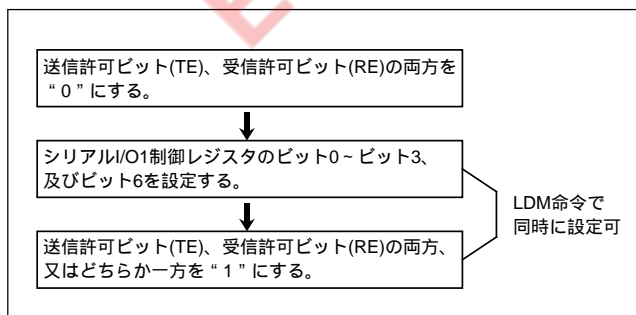 送信許可ビット(TE)、受信許可ビット(RE)の両方を
“０”にする。
シリアルI/O1制御レジスタのビット0～ビット3、
及びビット6を設定する。
LDM命令で
同時に設定可
送信許可ビット(TE)、受信許可ビット(RE)の両方、
又はどちらか一方を“１”にする。